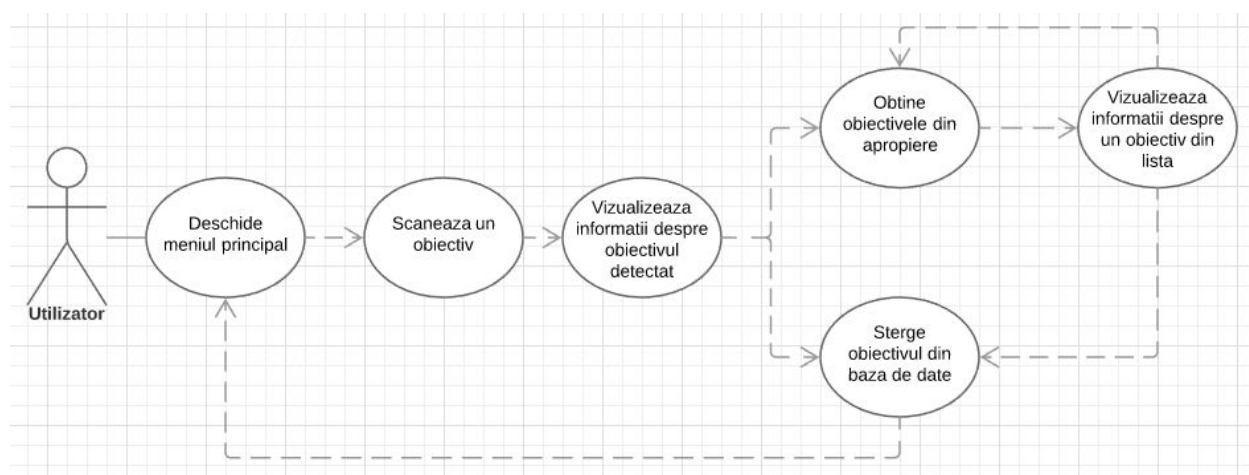 Utilizator
Deschide
meniul principal
Scaneaza un
obiectiv
Vizualizeaza
informatii despre
obiectivul
detectat
Obtine
obiectivele din
apropiere
Vizualizeaza
informatii despre
un obiectiv din
lista
Sterge
obiectivul din
baza de date